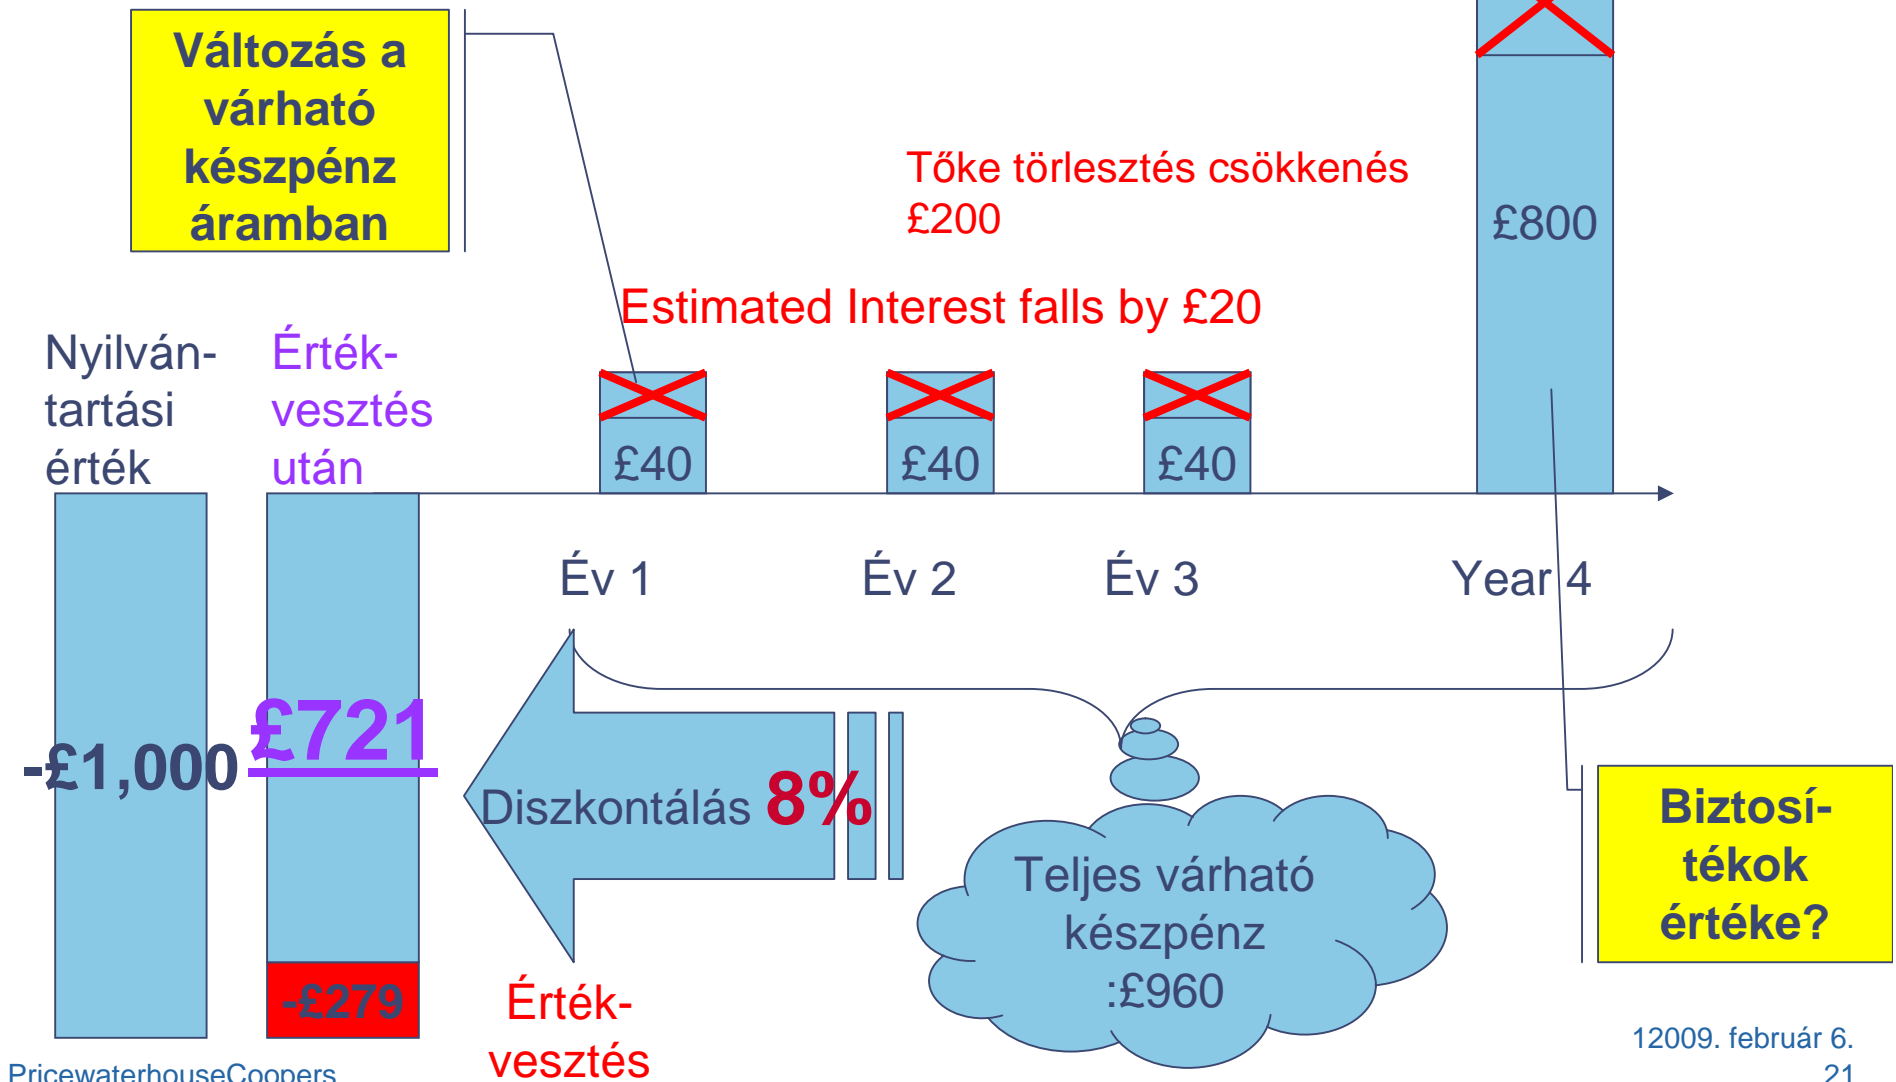 Változás a
várható
készpénz
áramban
Tőke törlesztés csökkenés
£200
£800
Estimated Interest falls by £20
Nyilván-
tartási
érték
Érték-
vesztés
után
£40
£40
£40
Év 1
Év 2
Év 3
Year 4
-£1,000
£721
-£279
Diszkontálás 8%
Érték-
vesztés
Teljes várható
készpénz
:£960
Biztosí-
tékok
értéke?
12009. február 6.
21
PricewaterhouseCoopers